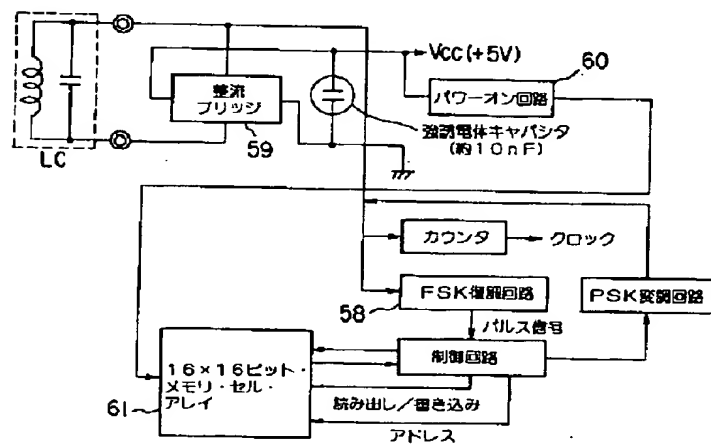 VCC(+5V)
60
パワーオン回路
整流
ブリッジ
59
LC
強誘電体キャパシタ
(約10nF)
カウンタ
クロック
FSK復調回路
58
PSK変調回路
パルス信号
制御回路
16×16ビット・
メモリ・セル・
アレイ
61
読み出し/書き込み
アドレス